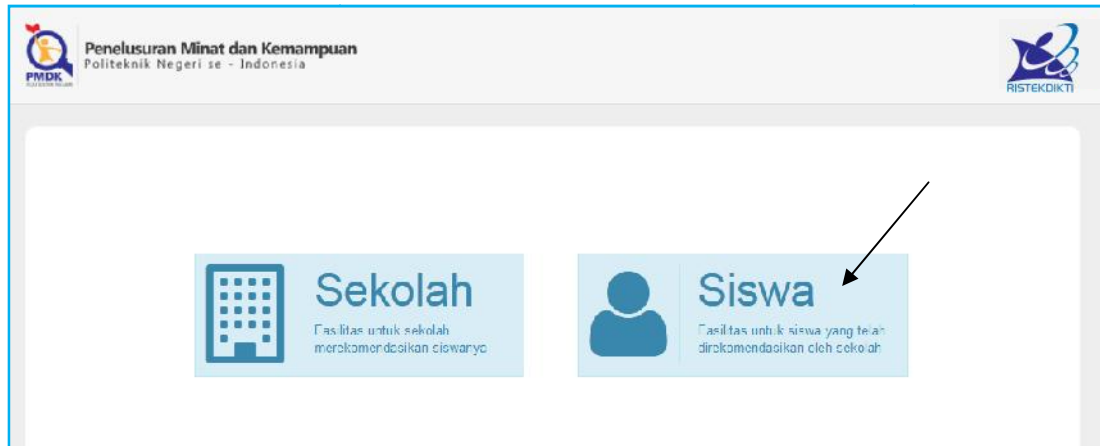 Penelusuran Minat dan Kemampuan
Politeknik Negeri se - Indonesia
PMDK
RISTEKDIKTI
Sekolah
Fasilitas untuk sekolah
merekomendasikan siswanya
Siswa
Fasilitas untuk siswa yang telah
direkomendasikan oleh sekolah